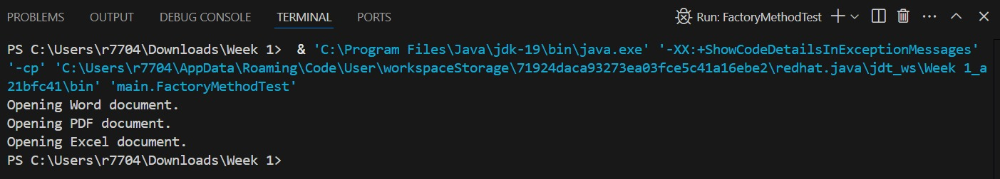 PROBLEMS OUTPUT DEBUG CONSOLE TERMINAL PORTS Run: FactoryMethodTest
PS C:\Users\r7704\Downloads\Week 1>  & 'C:\Program Files\Java\jdk-19\bin\java.exe' '-XX:+ShowCodeDetailsInExceptionMessages'
'-cp' 'C:\Users\r7704\AppData\Roaming\Code\User\workspaceStorage\71924daca93273ea03fce5c41a16ebe2\redhat.java\jdt_ws\Week 1_a
21bfc41\bin' 'main.FactoryMethodTest'
Opening Word document.
Opening PDF document.
Opening Excel document.
PS C:\Users\r7704\Downloads\Week 1>